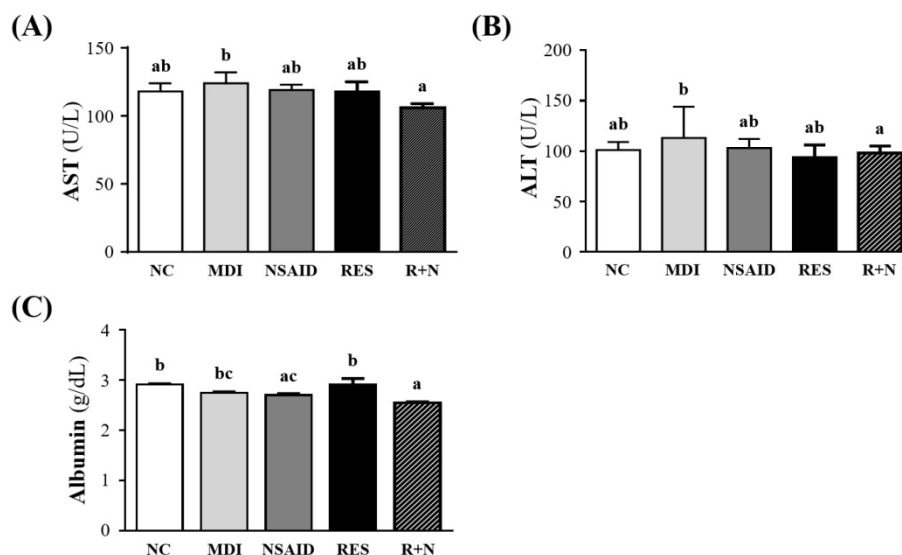 (A)
AST (U/L)
150
100
50
0
ab b ab ab a
NC MDI NSAID RES R+N
(B)
ALT (U/L)
200
150
100
50
0
ab b ab ab a
NC MDI NSAID RES R+N
(C)
Albumin (g/dL)
4
3
2
1
0
b bc ac b a
NC MDI NSAID RES R+N